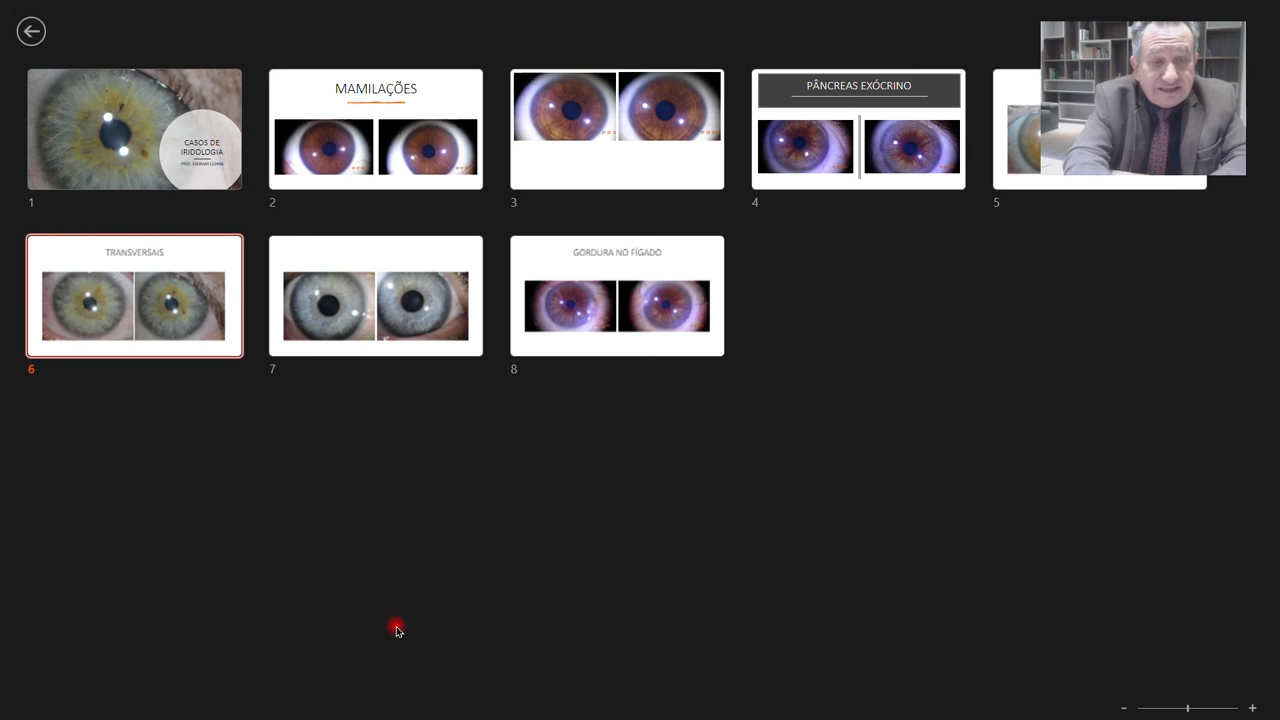 CASOS DE
IRIDOLOGIA
1
MAMILAÇÕES
2
3
PÂNCREAS EXÓCRINO
4
5
TRANSVERSAIS
6
7
GORDURA NO FÍGADO
8